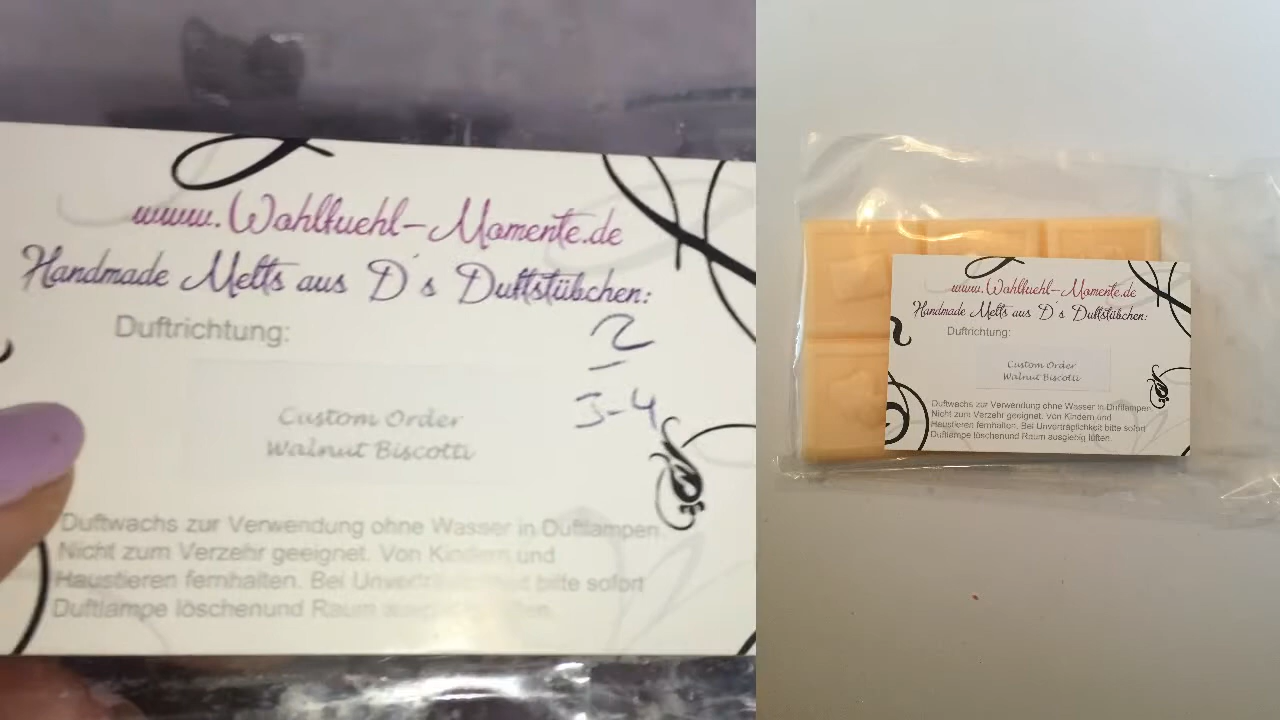 www.Wohlfuehl-Momente.de
Handmade Melts aus D's Duftstübchen:
Duftrichtung:
2
3-4
Custom Order
Walnut Biscotti
Duftwachs zur Verwendung ohne Wasser in Duftlampen.
Nicht zum Verzehr geeignet. Von Kindern und
Haustieren fernhalten. Bei Unverträglichkeit bitte sofort
Duftlampe löschenund Raum ausgiebig lüften.
www.Wohlfuehl-Momente.de
Handmade Melts aus D's Duftstübchen:
Duftrichtung:
Custom Order
Walnut Biscotti
Duftwachs zur Verwendung ohne Wasser in Duftlampen.
Nicht zum Verzehr geeignet. Von Kindern und
Haustieren fernhalten. Bei Unverträglichkeit bitte sofort
Duftlampe löschenund Raum ausgiebig lüften.